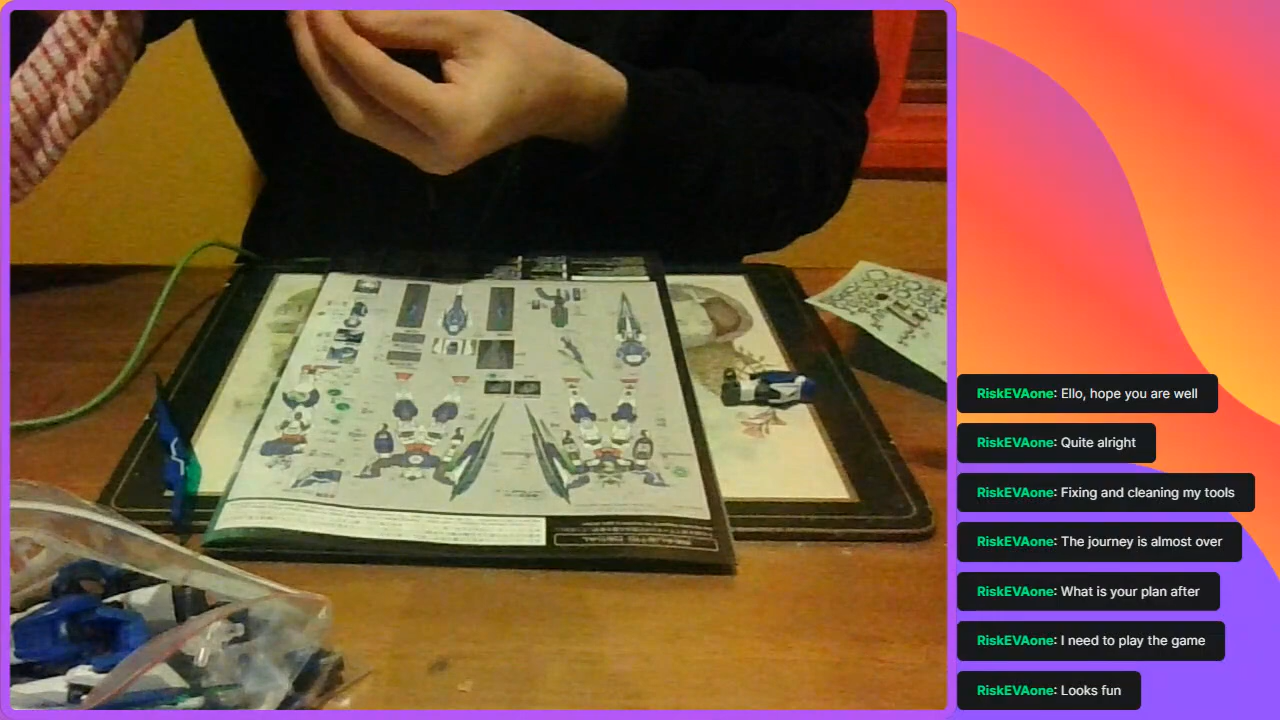 RiskEVAone: Ello, hope you are well
RiskEVAone: Quite alright
RiskEVAone: Fixing and cleaning my tools
RiskEVAone: The journey is almost over
RiskEVAone: What is your plan after
RiskEVAone: I need to play the game
RiskEVAone: Looks fun